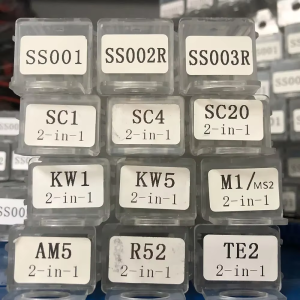 SS001
SS002R
SS003R
SC1
2-in-1
SC4
2-in-1
SC20
2-in-1
KW1
2-in-1
KW5
2-in-1
M1/MS2
2-in-1
AM5
2-in-1
R52
2-in-1
TE2
2-in-1
SS00